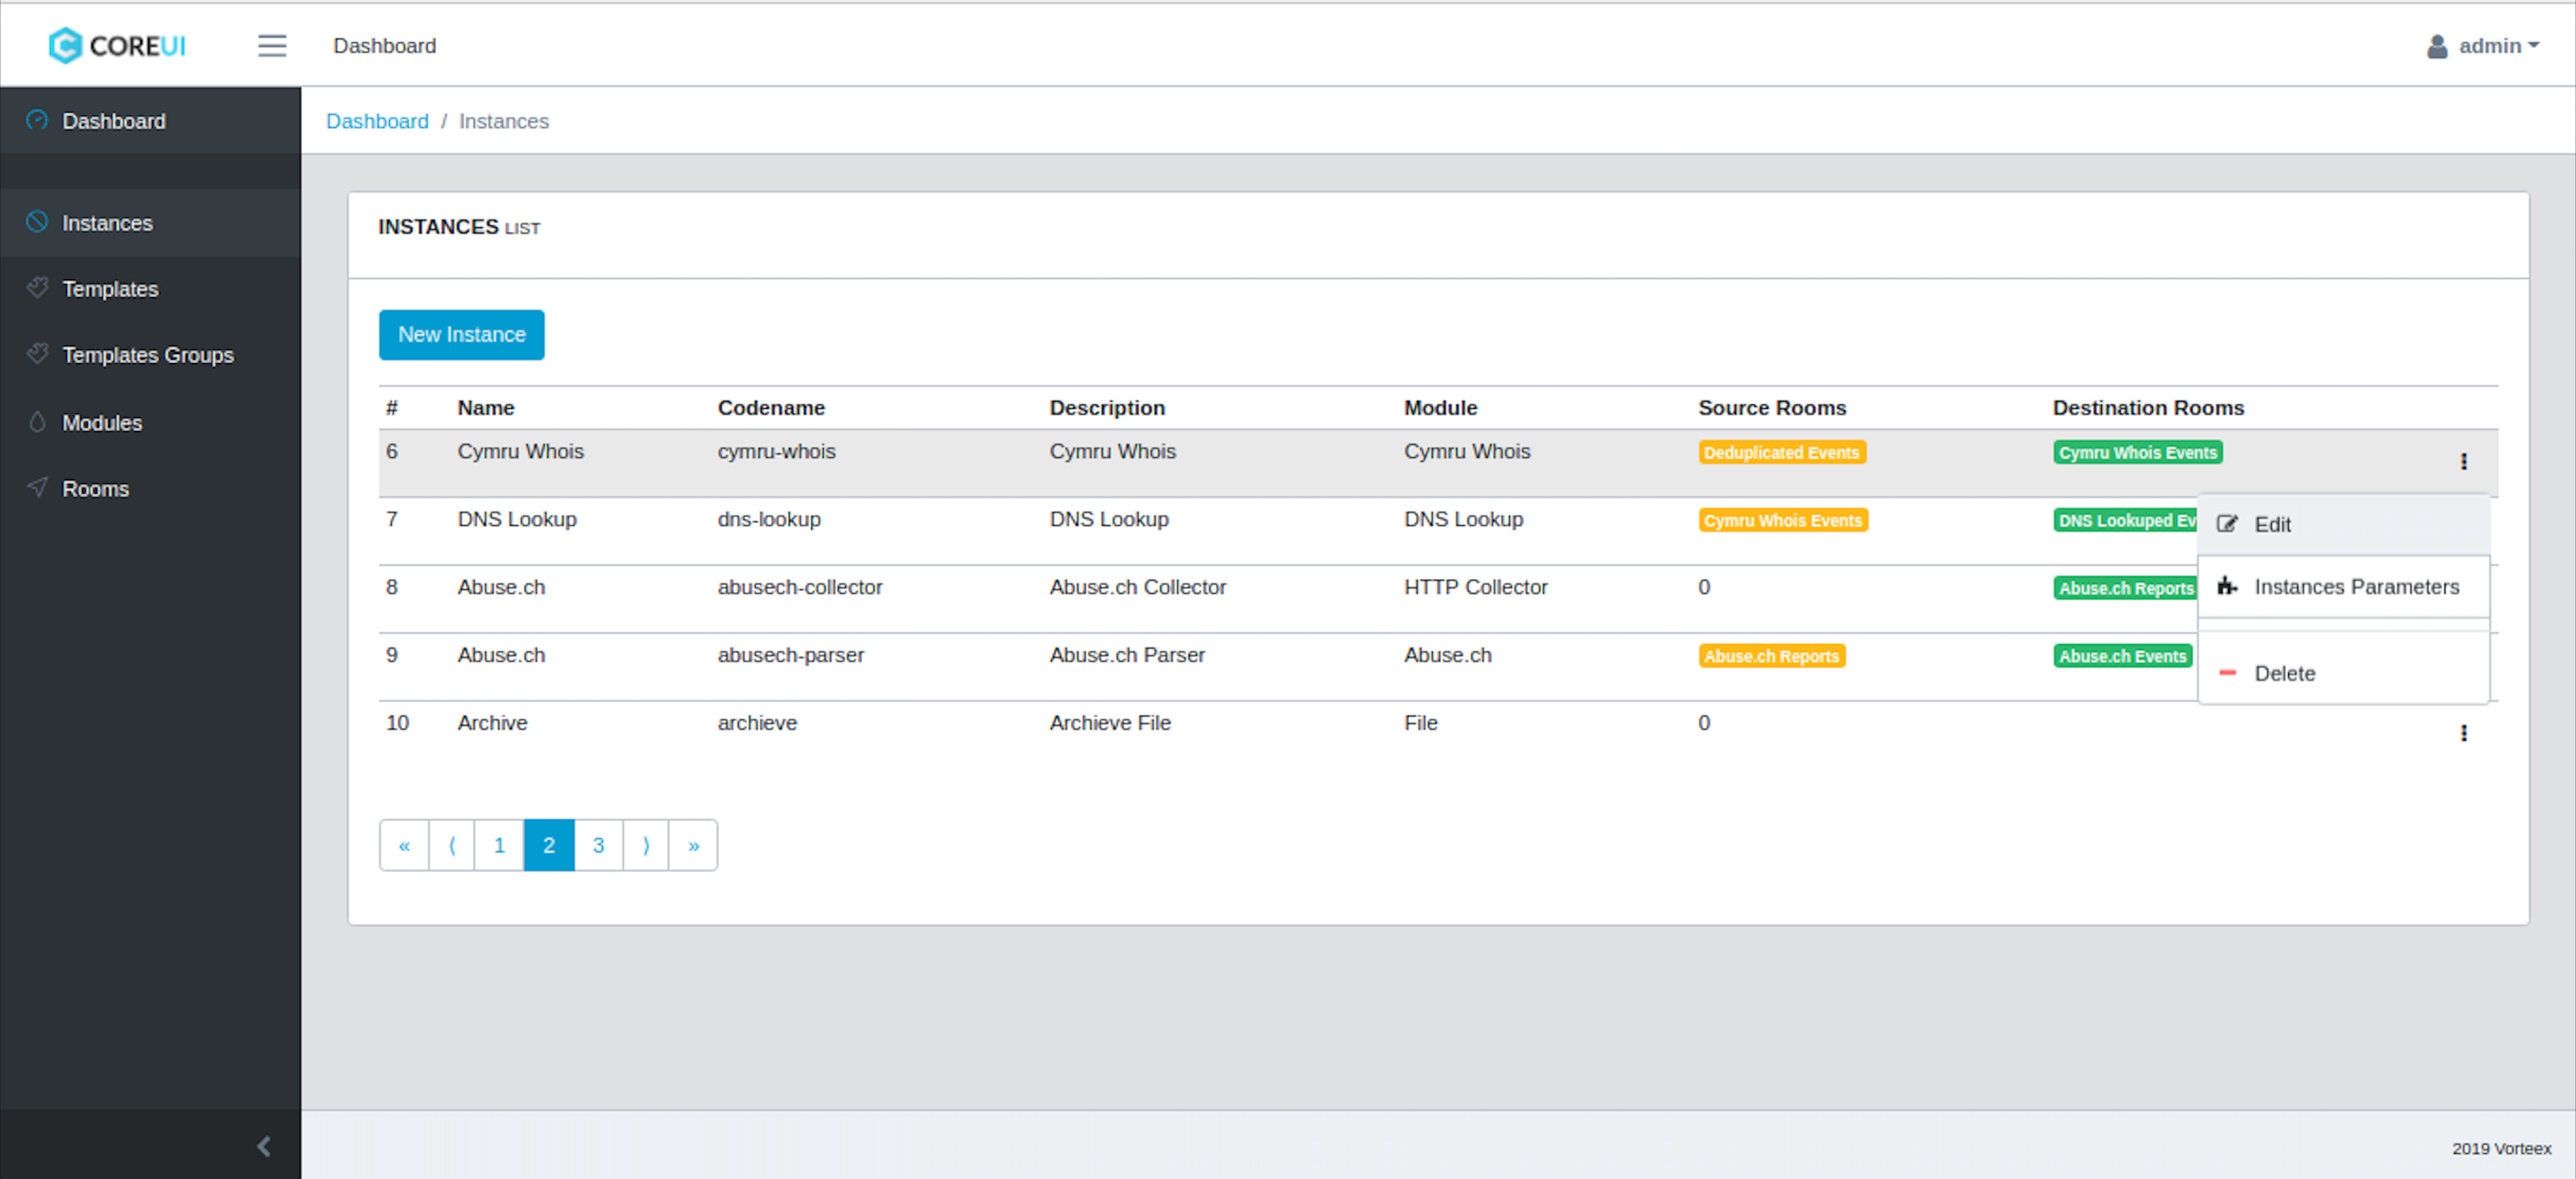 COREUI Dashboard admin
Dashboard
Dashboard / Instances
Instances
Templates
Templates Groups
Modules
Rooms
INSTANCES LIST
New Instance
# Name Codename Description Module Source Rooms Destination Rooms
6 Cymru Whois cymru-whois Cymru Whois Cymru Whois Deduplicated Events Cymru Whois Events
7 DNS Lookup dns-lookup DNS Lookup DNS Lookup Cymru Whois Events DNS Lookuped Ev
8 Abuse.ch abusech-collector Abuse.ch Collector HTTP Collector 0 Abuse.ch Reports
9 Abuse.ch abusech-parser Abuse.ch Parser Abuse.ch Abuse.ch Reports Abuse.ch Events
10 Archive archieve Archieve File File 0
Edit
Instances Parameters
Delete
« ⟨ 1 2 3 ⟩ »
2019 Vorteex